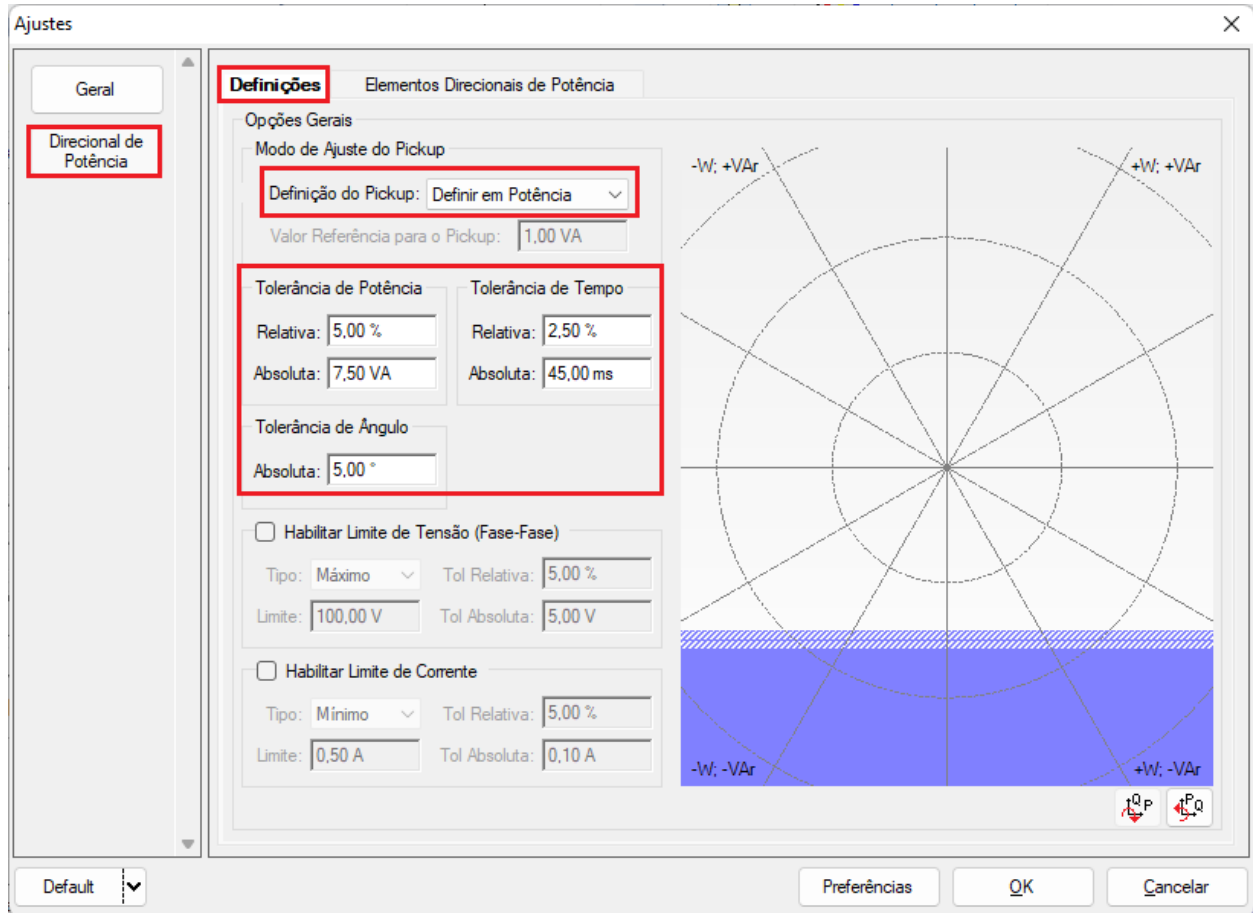 Ajustes
Geral
Direcional de
Potência
Definições
Elementos Direcionais de Potência
Opções Gerais
Modo de Ajuste do Pickup
Definição do Pickup: Definir em Potência
Valor Referência para o Pickup: 1,00 VA
Tolerância de Potência
Relativa: 5,00 %
Absoluta: 7,50 VA
Tolerância de Tempo
Relativa: 2,50 %
Absoluta: 45,00 ms
Tolerância de Ângulo
Absoluta: 5,00 °
Habilitar Limite de Tensão (Fase-Fase)
Tipo: Máximo Tol Relativa: 5,00 %
Limite: 100,00 V Tol Absoluta: 5,00 V
Habilitar Limite de Corrente
Tipo: Mínimo Tol Relativa: 5,00 %
Limite: 0,50 A Tol Absoluta: 0,10 A
-W; +VAr
+W; +VAr
-W; -VAr
+W; -VAr
Q P
P Q
Default
Preferências
OK
Cancelar